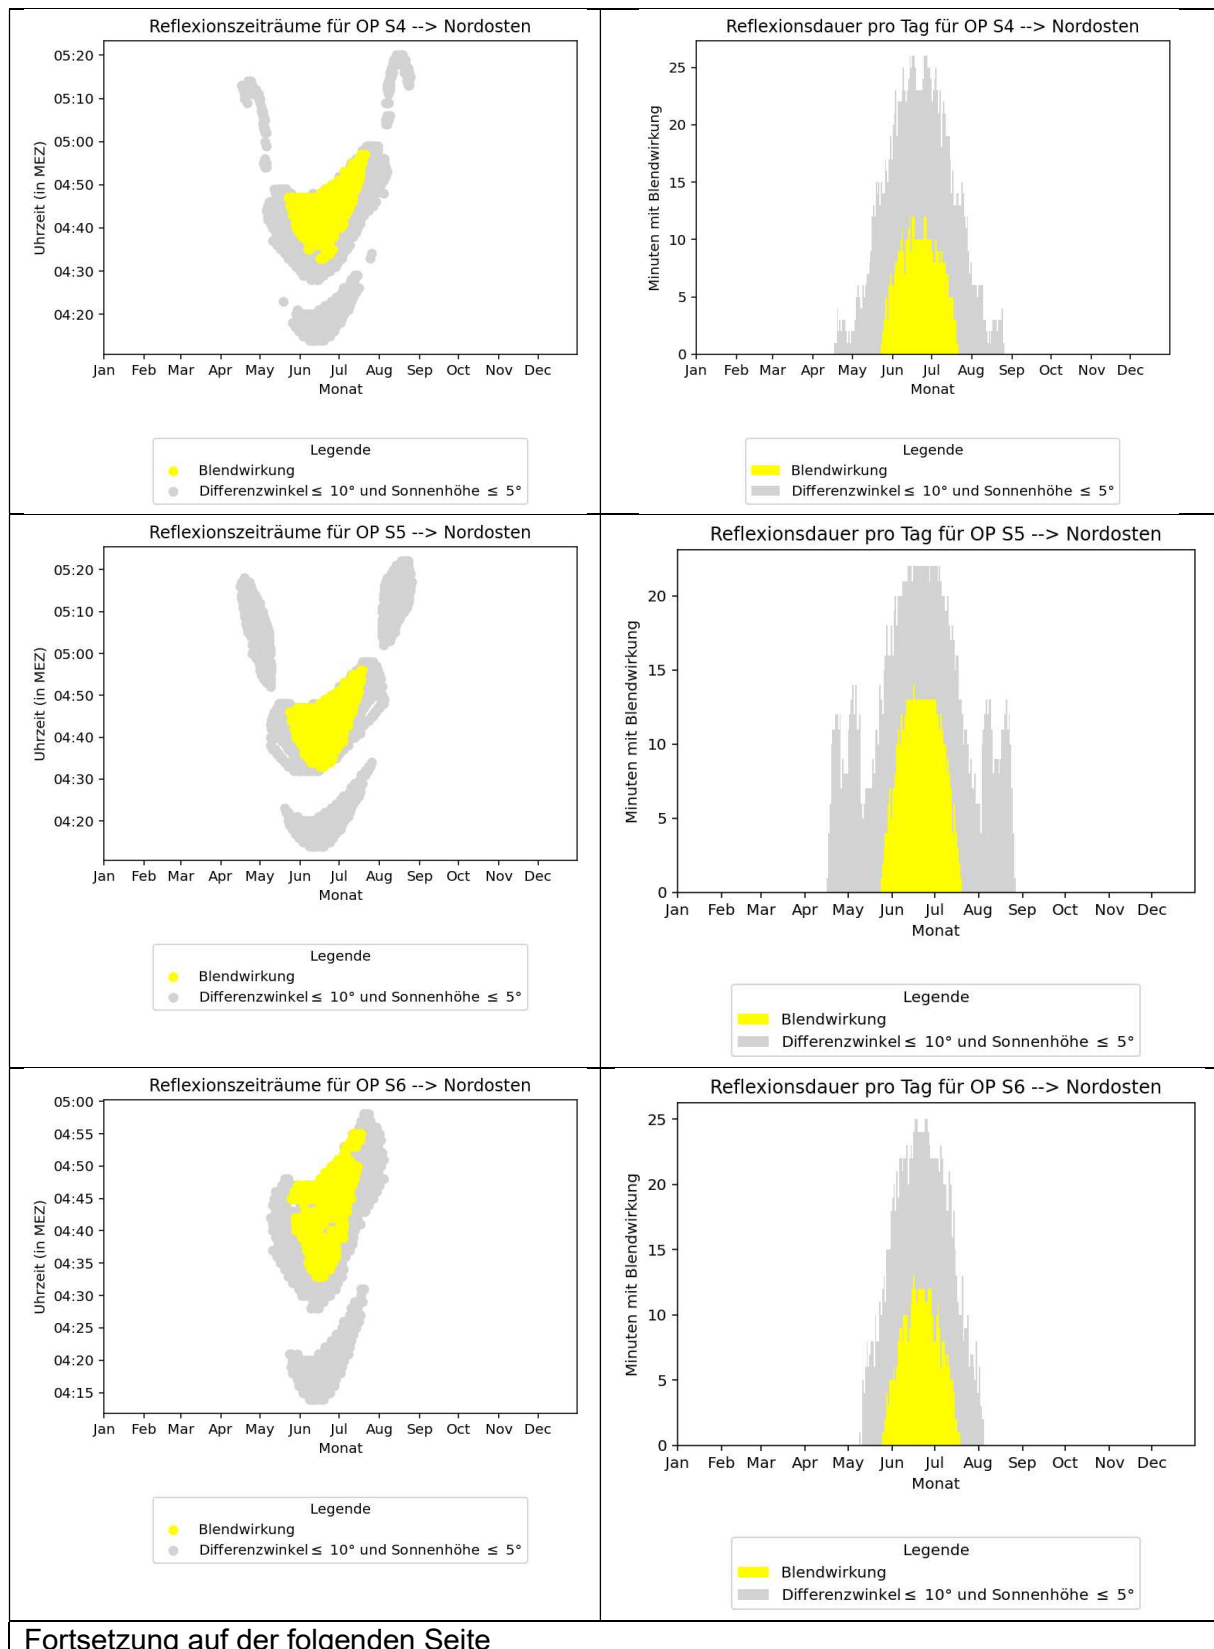 Reflexionszeiträume für OP S4 --> Nordosten
05:20
05:10
05:00
04:50
04:40
04:30
04:20
Uhrzeit (in MEZ)
Jan Feb Mar Apr May Jun Jul Aug Sep Oct Nov Dec
Monat
Legende
Blendwirkung
Differenzwinkel ≤ 10° und Sonnenhöhe ≤ 5°
Reflexionsdauer pro Tag für OP S4 --> Nordosten
25
20
15
10
5
0
Minuten mit Blendwirkung
Jan Feb Mar Apr May Jun Jul Aug Sep Oct Nov Dec
Monat
Legende
Blendwirkung
Differenzwinkel ≤ 10° und Sonnenhöhe ≤ 5°
Reflexionszeiträume für OP S5 --> Nordosten
05:20
05:10
05:00
04:50
04:40
04:30
04:20
Uhrzeit (in MEZ)
Jan Feb Mar Apr May Jun Jul Aug Sep Oct Nov Dec
Monat
Legende
Blendwirkung
Differenzwinkel ≤ 10° und Sonnenhöhe ≤ 5°
Reflexionsdauer pro Tag für OP S5 --> Nordosten
20
15
10
5
0
Minuten mit Blendwirkung
Jan Feb Mar Apr May Jun Jul Aug Sep Oct Nov Dec
Monat
Legende
Blendwirkung
Differenzwinkel ≤ 10° und Sonnenhöhe ≤ 5°
Reflexionszeiträume für OP S6 --> Nordosten
05:00
04:55
04:50
04:45
04:40
04:35
04:30
04:25
04:20
04:15
Uhrzeit (in MEZ)
Jan Feb Mar Apr May Jun Jul Aug Sep Oct Nov Dec
Monat
Legende
Blendwirkung
Differenzwinkel ≤ 10° und Sonnenhöhe ≤ 5°
Reflexionsdauer pro Tag für OP S6 --> Nordosten
25
20
15
10
5
0
Minuten mit Blendwirkung
Jan Feb Mar Apr May Jun Jul Aug Sep Oct Nov Dec
Monat
Legende
Blendwirkung
Differenzwinkel ≤ 10° und Sonnenhöhe ≤ 5°
Fortsetzung auf der folgenden Seite